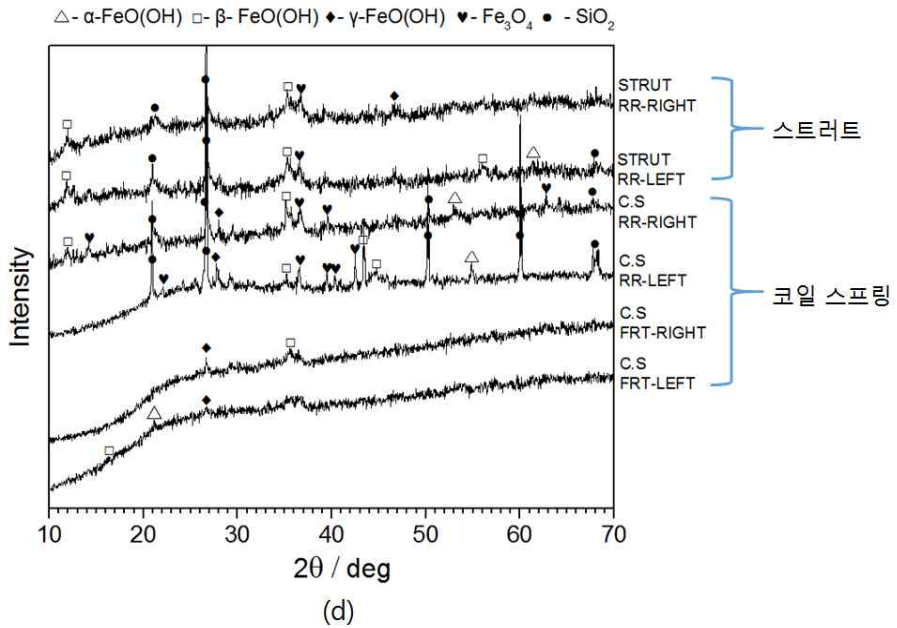 △- α-FeO(OH) □- β- FeO(OH) ♦- γ-FeO(OH) ♥- Fe₃O₄ ● - SiO₂
STRUT
RR-RIGHT
STRUT
RR-LEFT
C.S
RR-RIGHT
C.S
RR-LEFT
C.S
FRT-RIGHT
C.S
FRT-LEFT
스트러트
코일 스프링
Intensity
10 20 30 40 50 60 70
2θ / deg
(d)